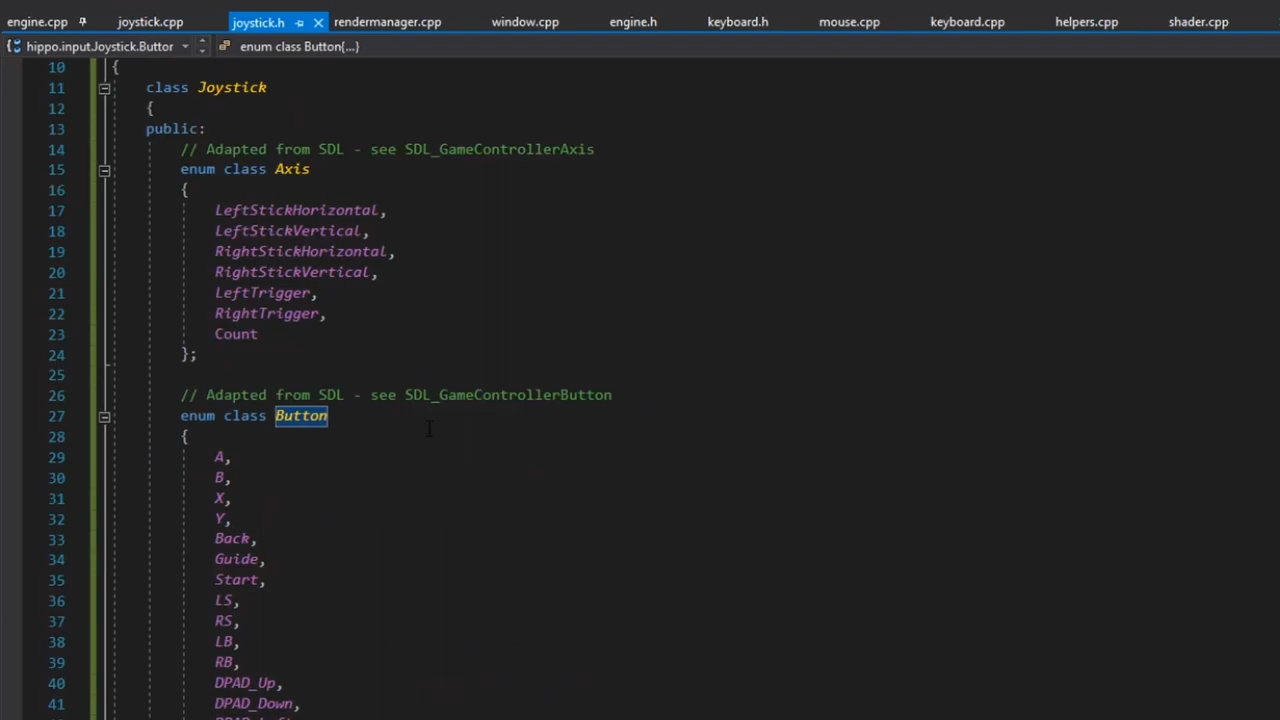 engine.cpp joystick.cpp joystick.h rendermanager.cpp window.cpp engine.h keyboard.h mouse.cpp keyboard.cpp helpers.cpp shader.cpp
hippo.input.Joystick.Buttor enum class Button{...}
10 {
11 class Joystick
12 {
13 public:
14 // Adapted from SDL - see SDL_GameControllerAxis
15 enum class Axis
16 {
17 LeftStickHorizontal,
18 LeftStickVertical,
19 RightStickHorizontal,
20 RightStickVertical,
21 LeftTrigger,
22 RightTrigger,
23 Count
24 };
25
26 // Adapted from SDL - see SDL_GameControllerButton
27 enum class Button
28 {
29 A,
30 B,
31 X,
32 Y,
33 Back,
34 Guide,
35 Start,
36 LS,
37 RS,
38 LB,
39 RB,
40 DPAD_Up,
41 DPAD_Down,